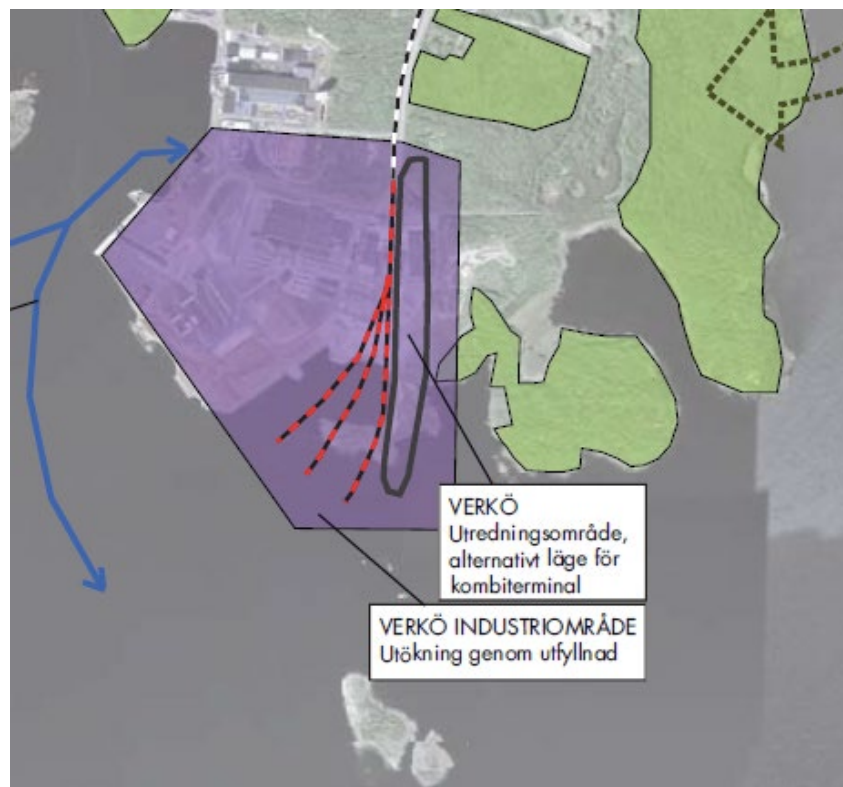 VERKÖ
Utredningsområde,
alternativt läge för
kombiterminal
VERKÖ INDUSTRIOMRÅDE
Utökning genom utfyllnad